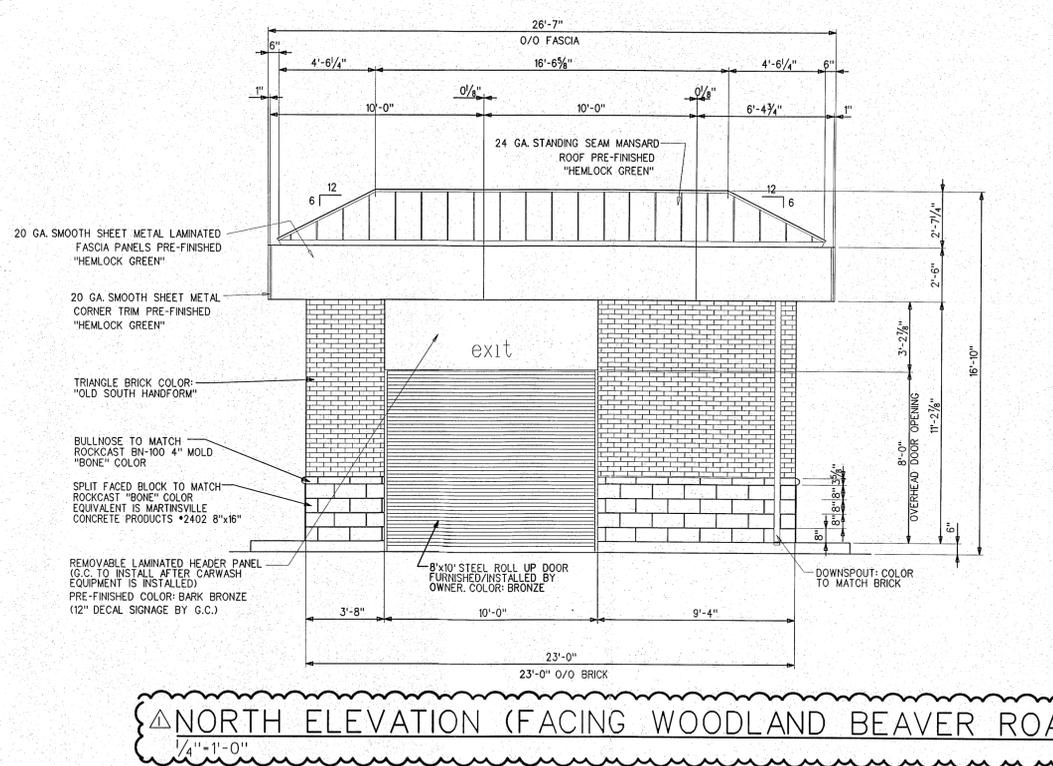 26'-7"
O/O FASCIA
6"
4'-6¼"
16'-6⅝"
4'-6¼"
6"
1"
0⅛"
0⅛"
10'-0"
10'-0"
6'-4¾"
1"
24 GA. STANDING SEAM MANSARD
ROOF PRE-FINISHED
"HEMLOCK GREEN"
12
6
12
6
20 GA. SMOOTH SHEET METAL LAMINATED
FASCIA PANELS PRE-FINISHED
"HEMLOCK GREEN"
20 GA. SMOOTH SHEET METAL
CORNER TRIM PRE-FINISHED
"HEMLOCK GREEN"
2'-7¼"
2'-6"
3'-2⅞"
16'-10"
exit
TRIANGLE BRICK COLOR:
"OLD SOUTH HANDFORM"
OVERHEAD DOOR OPENING
8'-0"
11'-2⅞"
BULLNOSE TO MATCH
ROCKCAST BN-100 4" MOLD
"BONE" COLOR
SPLIT FACED BLOCK TO MATCH
ROCKCAST "BONE" COLOR
EQUIVALENT IS MARTINSVILLE
CONCRETE PRODUCTS #2402 8"x16"
3⅝"
8"
8"
8"
6"
REMOVABLE LAMINATED HEADER PANEL
(G.C. TO INSTALL AFTER CARWASH
EQUIPMENT IS INSTALLED)
PRE-FINISHED COLOR: BARK BRONZE
(12" DECAL SIGNAGE BY G.C.)
8'x10' STEEL ROLL UP DOOR
FURNISHED/INSTALLED BY
OWNER. COLOR: BRONZE
DOWNSPOUT: COLOR
TO MATCH BRICK
3'-8"
10'-0"
9'-4"
23'-0"
23'-0" O/O BRICK
1 NORTH ELEVATION (FACING WOODLAND BEAVER ROA
¼"=1'-0"